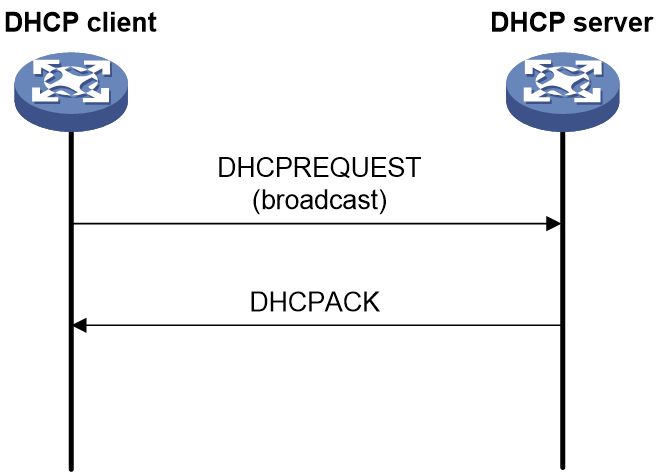 DHCP client
DHCP server
DHCPREQUEST
(broadcast)
DHCPACK